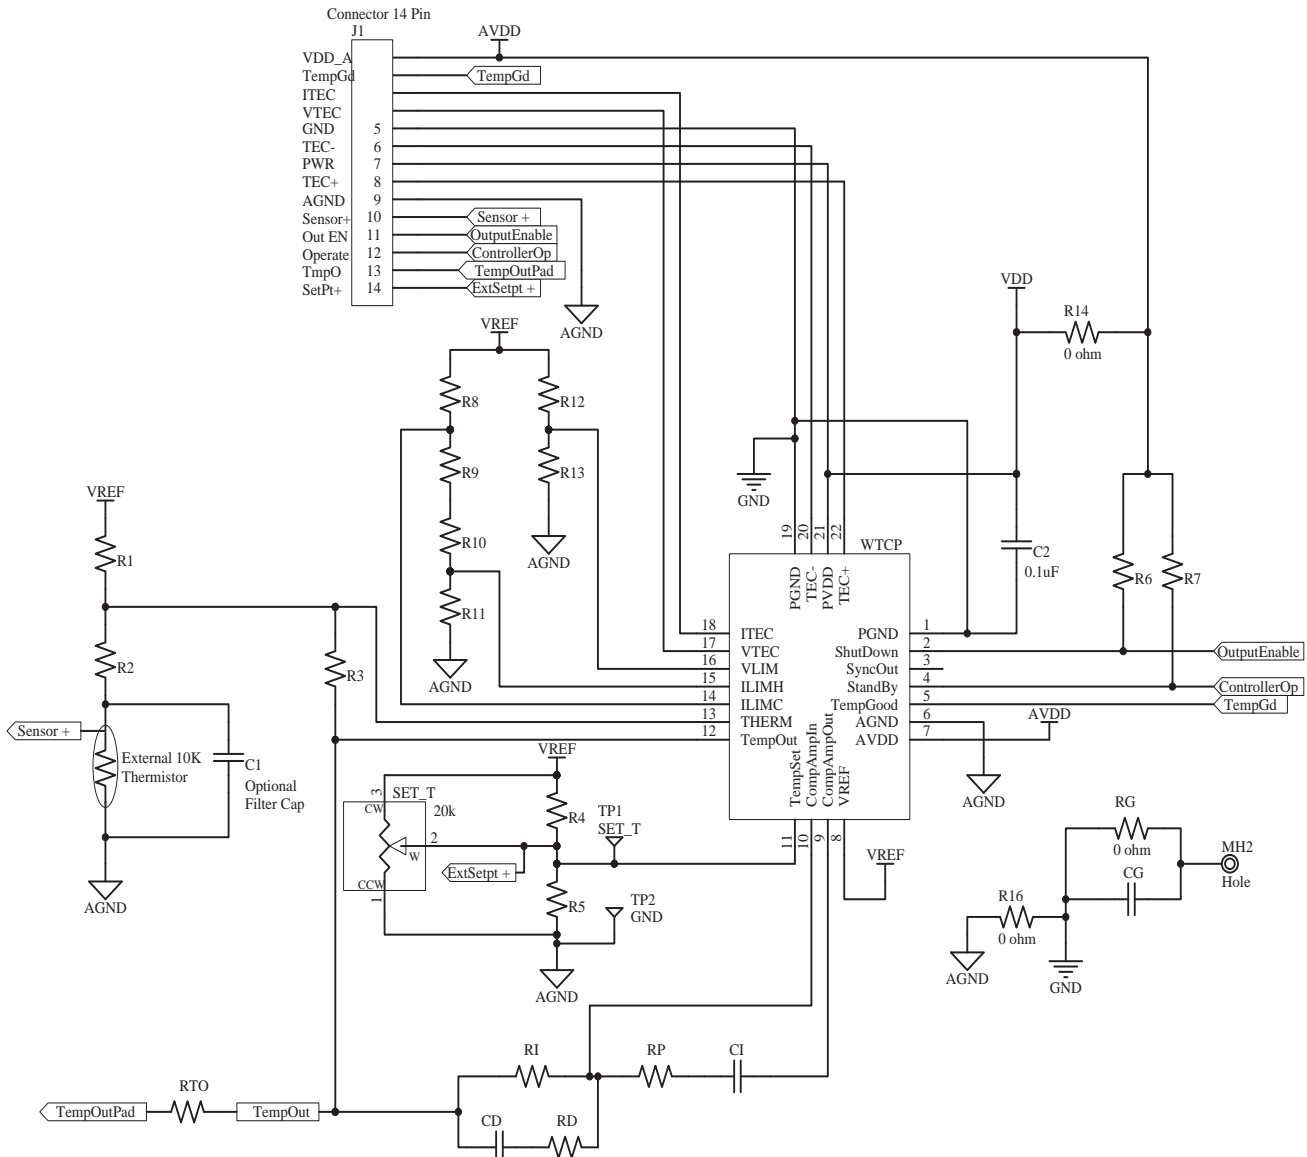 Connector 14 Pin
J1
AVDD
VDD_A
TempGd
TempGd
ITEC
VTEC
GND 5
TEC- 6
PWR 7
TEC+ 8
AGND 9
Sensor+ 10 Sensor +
Out EN 11 OutputEnable
Operate 12 ControllerOp
TmpO 13 TempOutPad
SetPt+ 14 ExtSetpt +
AGND
VDD
R14
0 ohm
VREF
R8
R12
R9
R13
R10
R11
AGND
AGND
GND
VREF
R1
R2
R3
Sensor +
External 10K
Thermistor
C1
Optional
Filter Cap
AGND
C2
0.1uF
R6
R7
19
20
21
22
WTCP
PGND
TEC-
PVDD
TEC+
18 ITEC
17 VTEC
16 VLIM
15 ILIMH
14 ILIMC
13 THERM
12 TempOut
PGND 1
ShutDown 2
SyncOut 3
StandBy 4
TempGood 5
AGND 6
AVDD 7
OutputEnable
ControllerOp
TempGd
AVDD
AGND
TempSet
CompAmpIn
CompAmpOut
VREF
11
10
9
8
VREF
VREF
SET_T
20k
3
CW
2
W
CCW
1
R4
R5
TP1
SET_T
ExtSetpt +
TP2
GND
AGND
RG
0 ohm
CG
MH2
Hole
R16
0 ohm
AGND
GND
RI
RP
CI
RTO
TempOutPad
TempOut
CD
RD